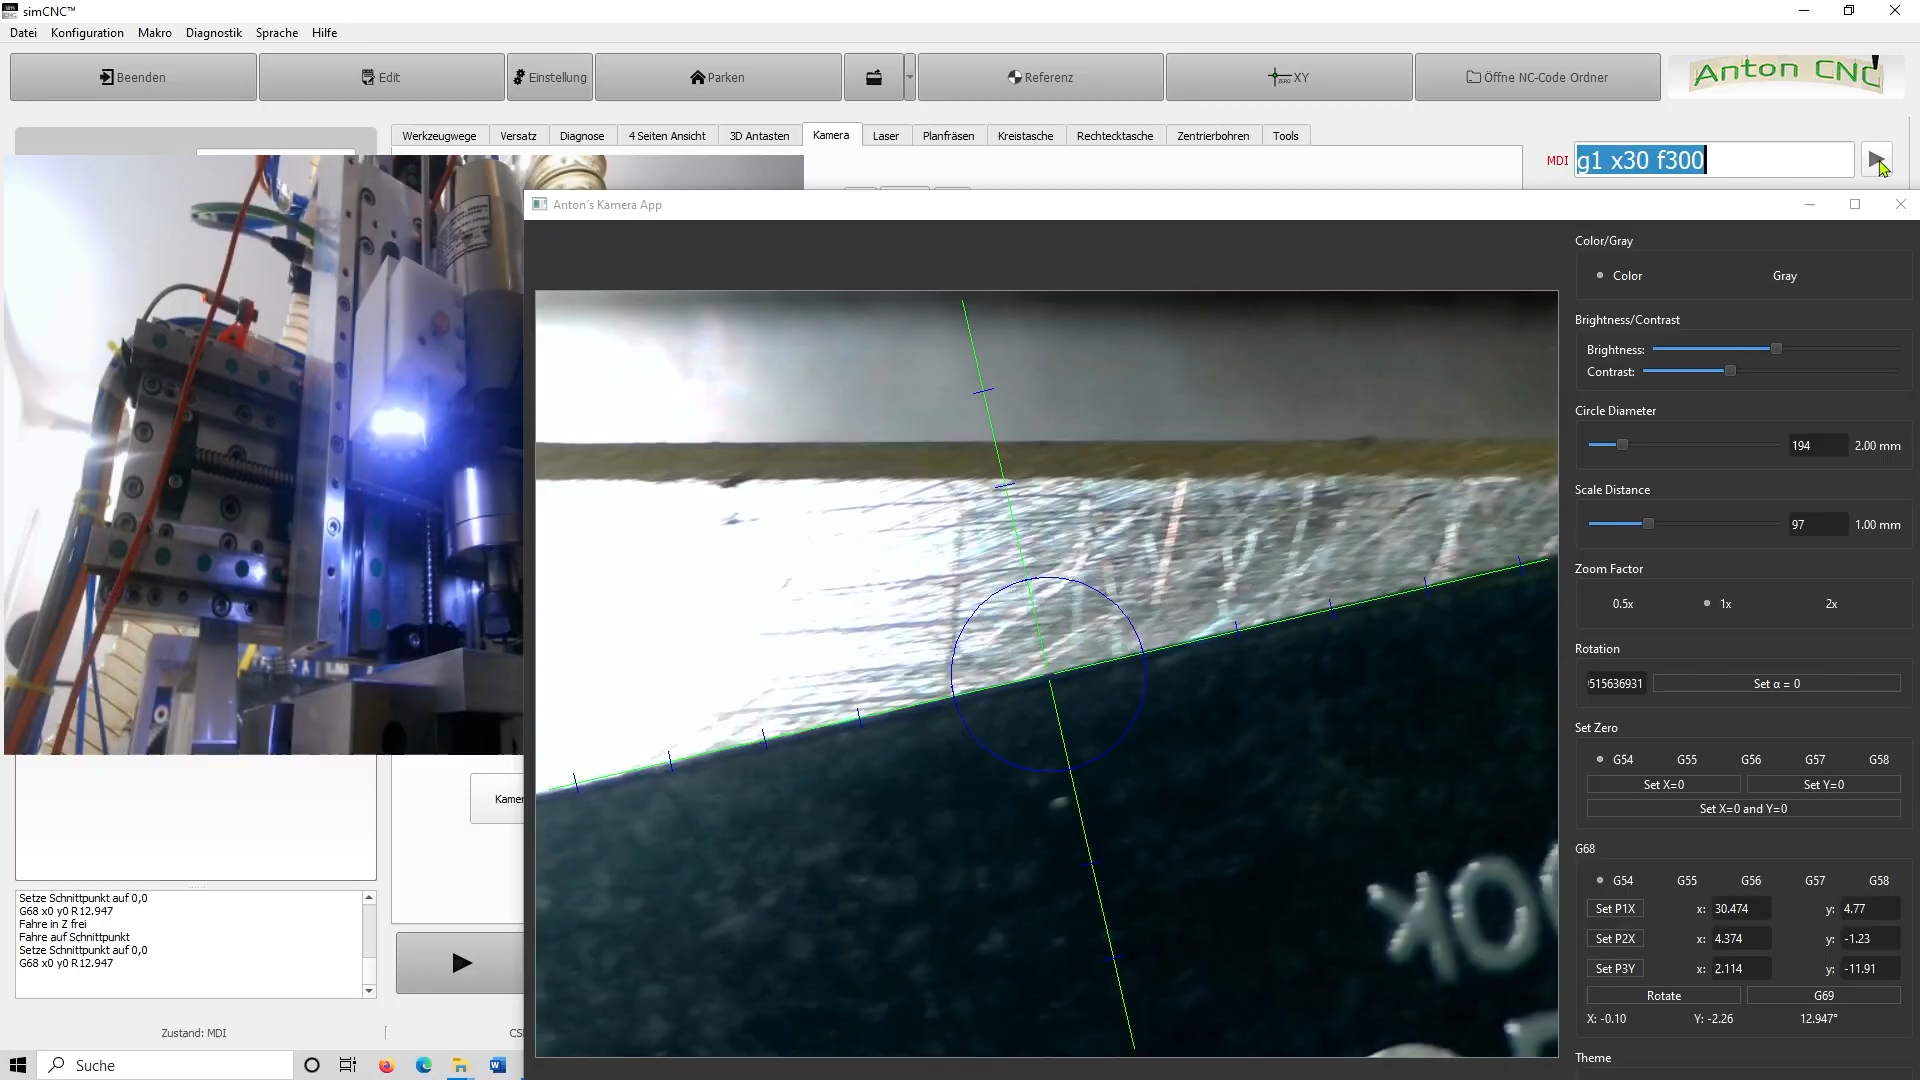 simCNC™
Datei Konfiguration Makro Diagnostik Sprache Hilfe
Beenden Edit Einstellung Parken Referenz XY Öffne NC-Code Ordner Anton CNC
Werkzeugwege Versatz Diagnose 4 Seiten Ansicht 3D Antasten Kamera Laser Planfräsen Kreistasche Rechtecktasche Zentrierbohren Tools
MDI g1 x30 f300
Anton´s Kamera App
Color/Gray
Color Gray
Brightness/Contrast
Brightness:
Contrast:
Circle Diameter
194 2.00 mm
Scale Distance
97 1.00 mm
Zoom Factor
0.5x 1x 2x
Rotation
515636931 Set α = 0
Set Zero
G54 G55 G56 G57 G58
Set X=0 Set Y=0
Set X=0 and Y=0
G68
G54 G55 G56 G57 G58
Set P1X x: 30.474 y: 4.77
Set P2X x: 4.374 y: -1.23
Set P3Y x: 2.114 y: -11.91
Rotate G69
X: -0.10 Y: -2.26 12.947°
Theme
Setze Schnittpunkt auf 0,0
G68 x0 y0 R12.947
Fahre in Z frei
Fahre auf Schnittpunkt
Setze Schnittpunkt auf 0,0
G68 x0 y0 R12.947
Zustand: MDI
Suche